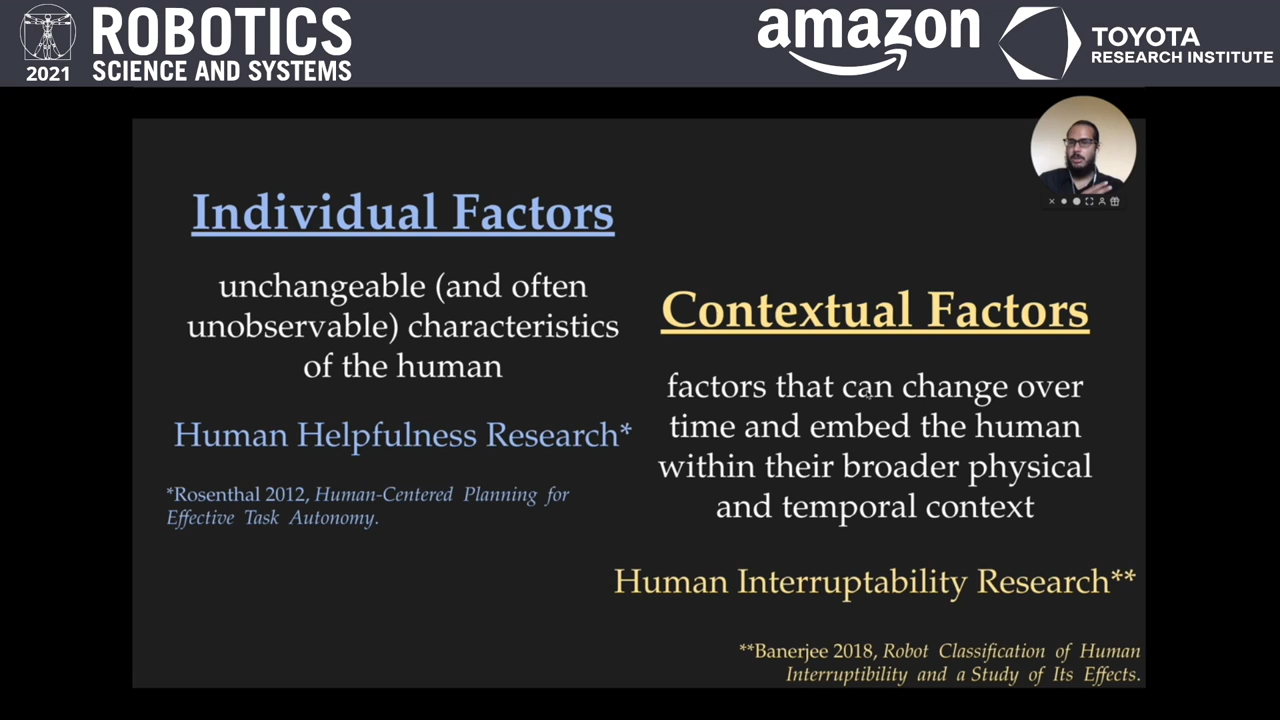 ROBOTICS
SCIENCE AND SYSTEMS
2021
amazon
TOYOTA
RESEARCH INSTITUTE
Individual Factors
unchangeable (and often
unobservable) characteristics
of the human
Human Helpfulness Research*
*Rosenthal 2012, Human-Centered Planning for
Effective Task Autonomy.
Contextual Factors
factors that can change over
time and embed the human
within their broader physical
and temporal context
Human Interruptability Research**
**Banerjee 2018, Robot Classification of Human
Interruptibility and a Study of Its Effects.